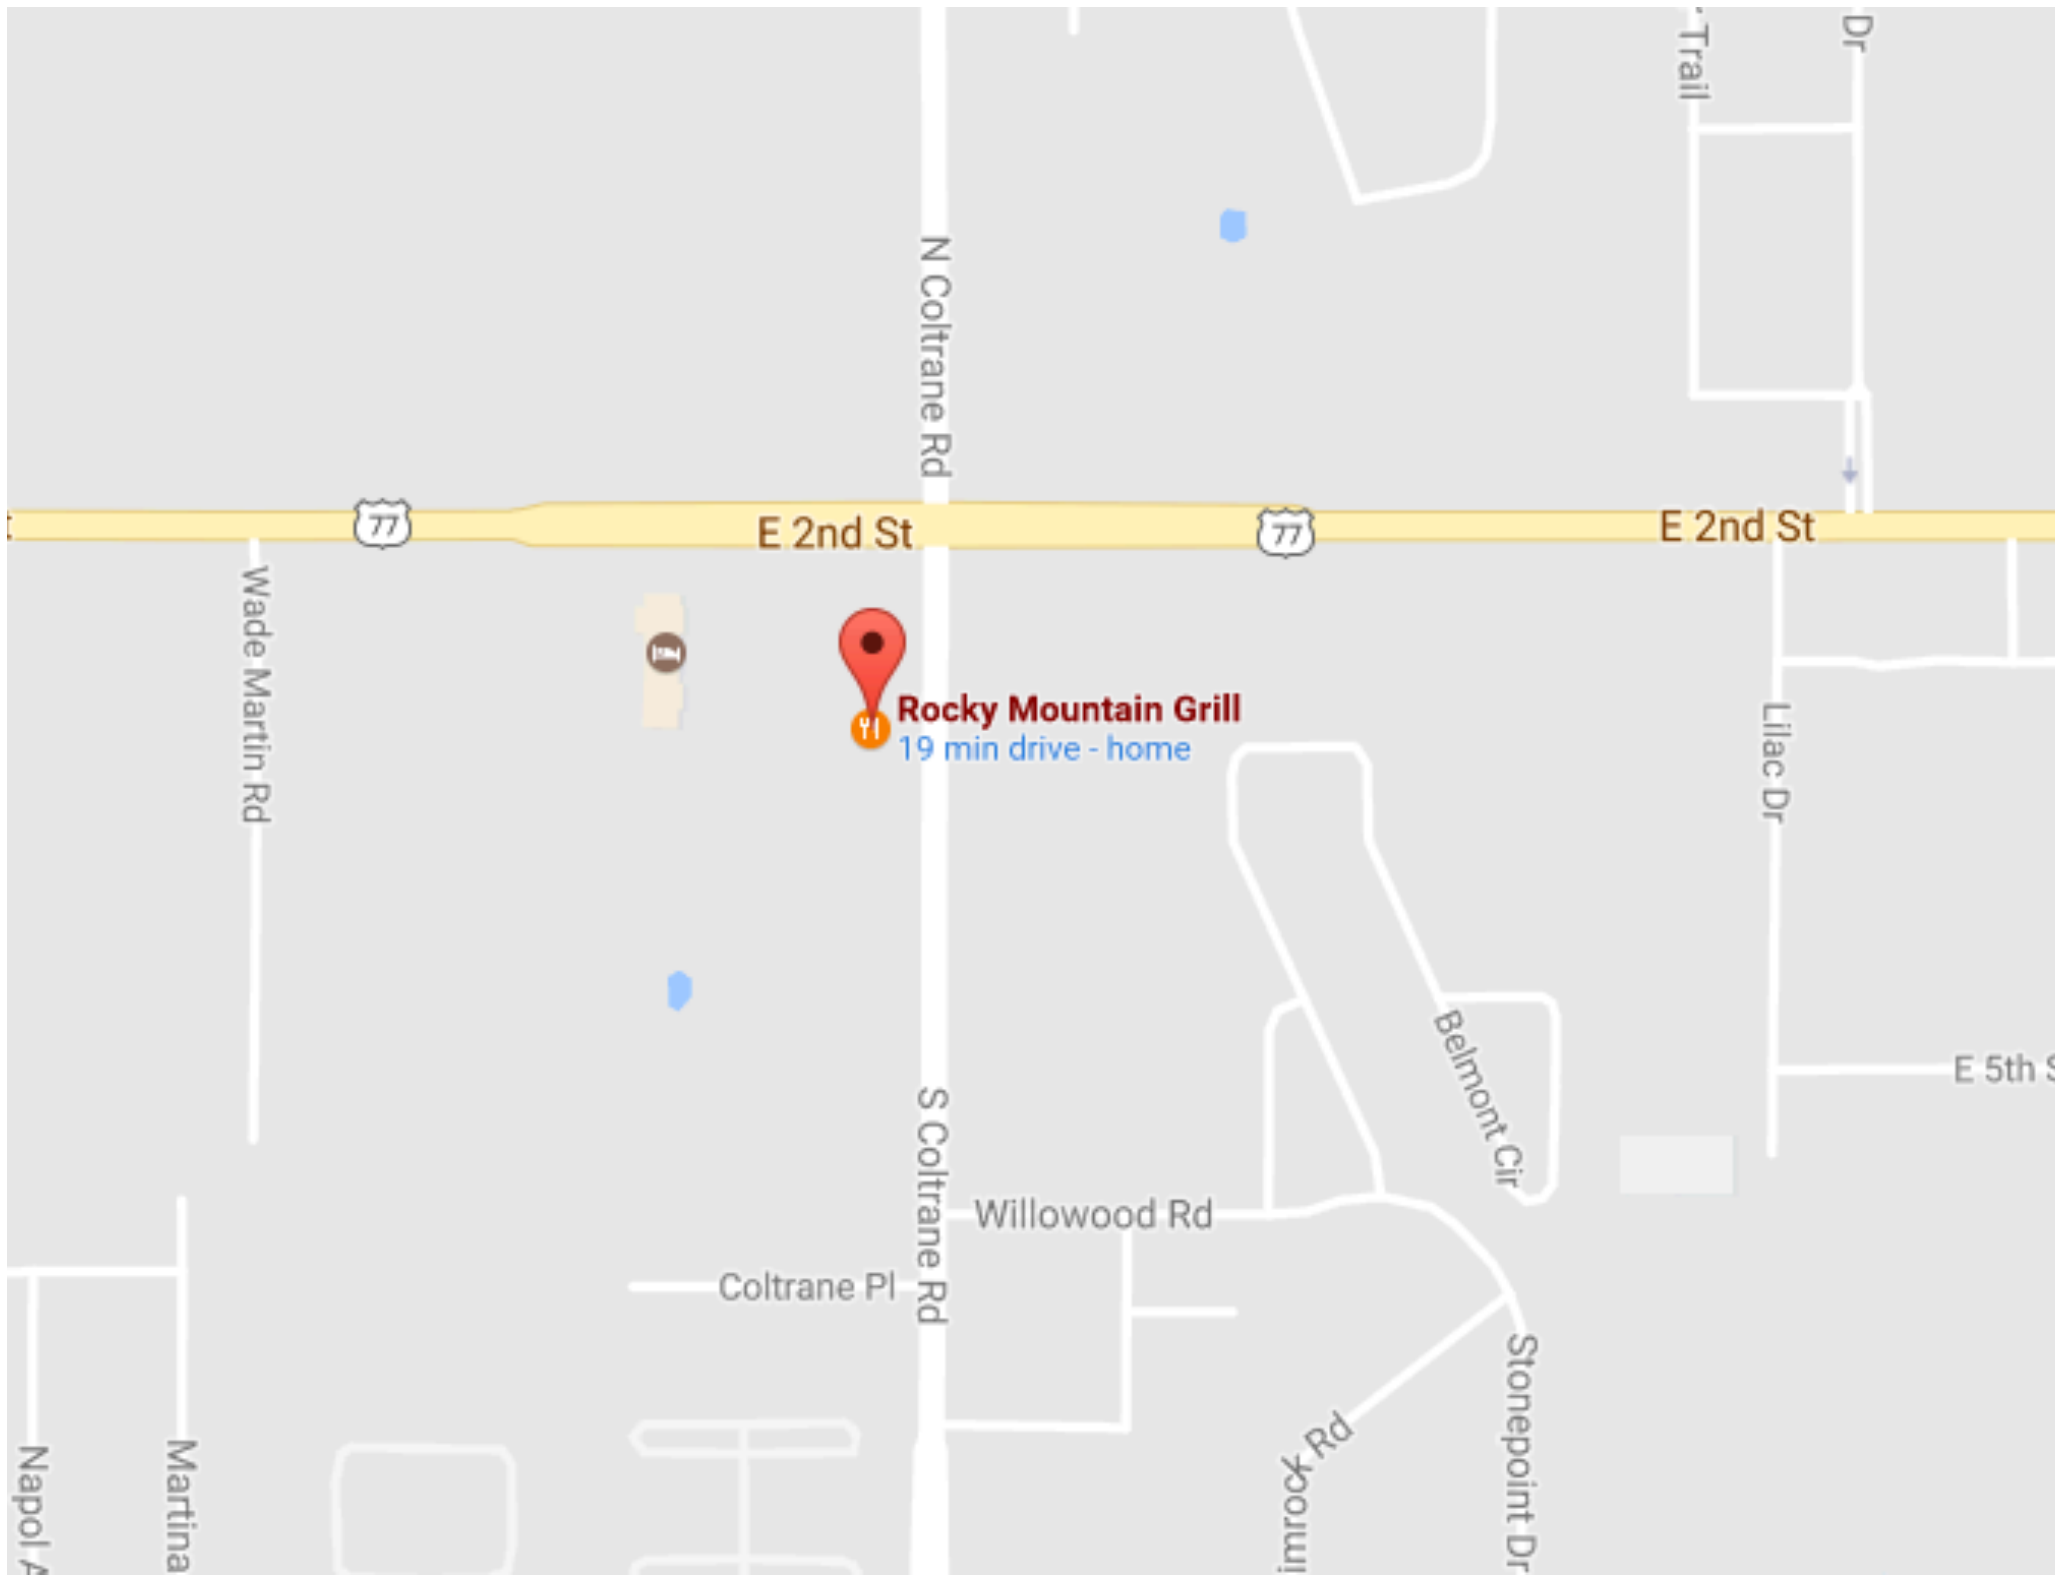 Trail
Dr
N Coltrane Rd
77
E 2nd St
77
E 2nd St
Wade Martin Rd
Rocky Mountain Grill
19 min drive - home
Lilac Dr
Belmont Cir
E 5th
S Coltrane Rd
Willowood Rd
Coltrane Pl
Stonepoint Dr
Rd
Napol
Martina